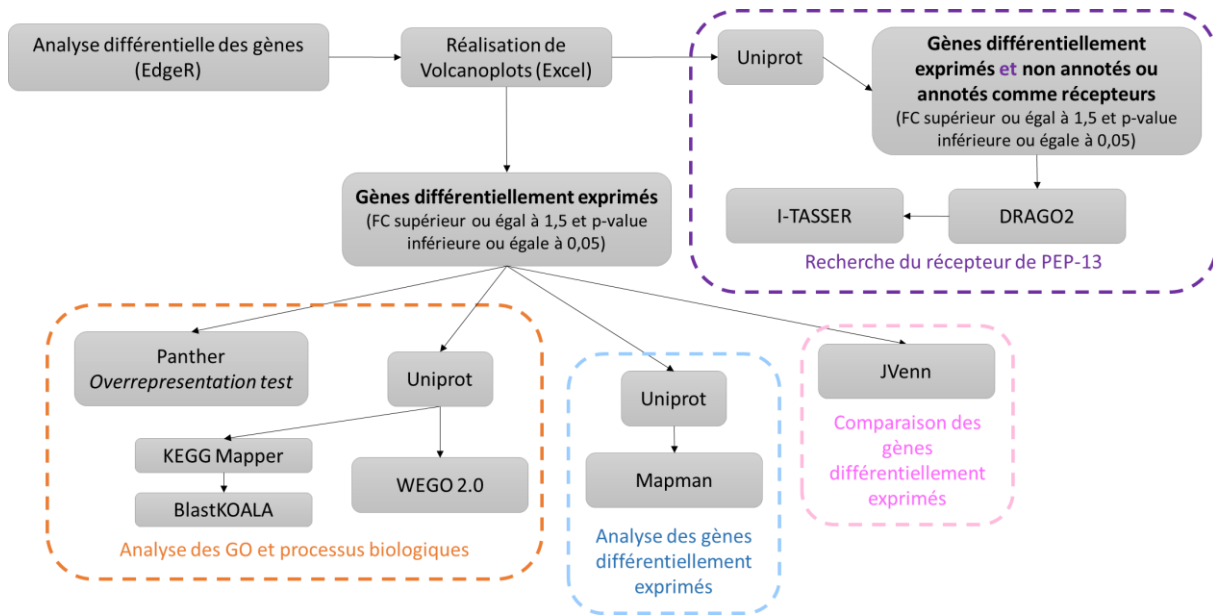 Analyse différentielle des gènes
(EdgeR)
Réalisation de
Volcanoplots (Excel)
Uniprot
Gènes différentiellement
exprimés et non annotés ou
annotés comme récepteurs
(FC supérieur ou égal à 1,5 et p-value
inférieure ou égale à 0,05)
I-TASSER
DRAGO2
Recherche du récepteur de PEP-13
Gènes différentiellement exprimés
(FC supérieur ou égal à 1,5 et p-value
inférieure ou égale à 0,05)
Panther
Overrepresentation test
Uniprot
KEGG Mapper
BlastKOALA
WEGO 2.0
Analyse des GO et processus biologiques
Uniprot
Mapman
Analyse des gènes
différentiellement
exprimés
JVenn
Comparaison des
gènes
différentiellement
exprimés